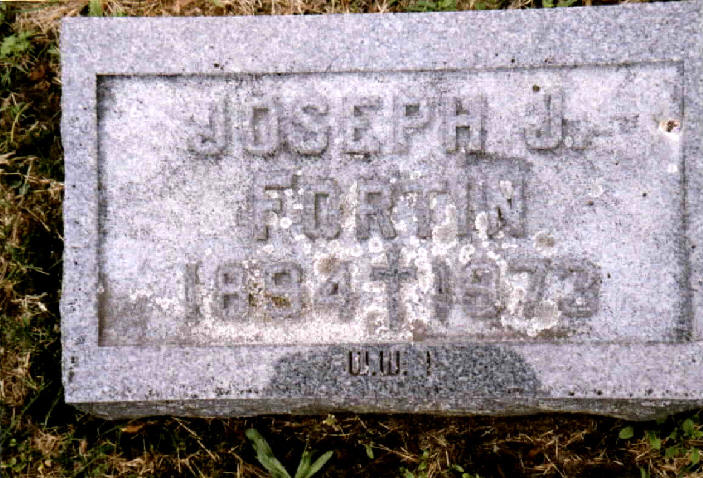 JOSEPH J.
FORTIN
1894 † 1973
W.W. I